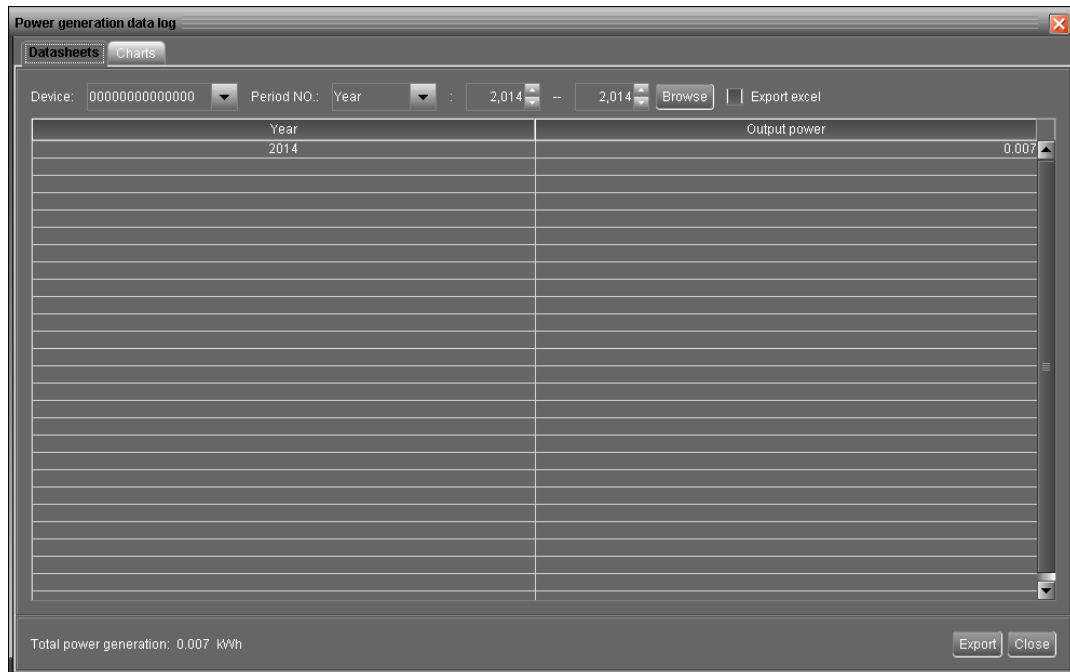 Power generation data log
Datasheets Charts
Device: 00000000000000 Period NO.: Year : 2,014 -- 2,014 Browse Export excel
Year Output power
2014 0.007
Total power generation: 0.007 kWh Export Close